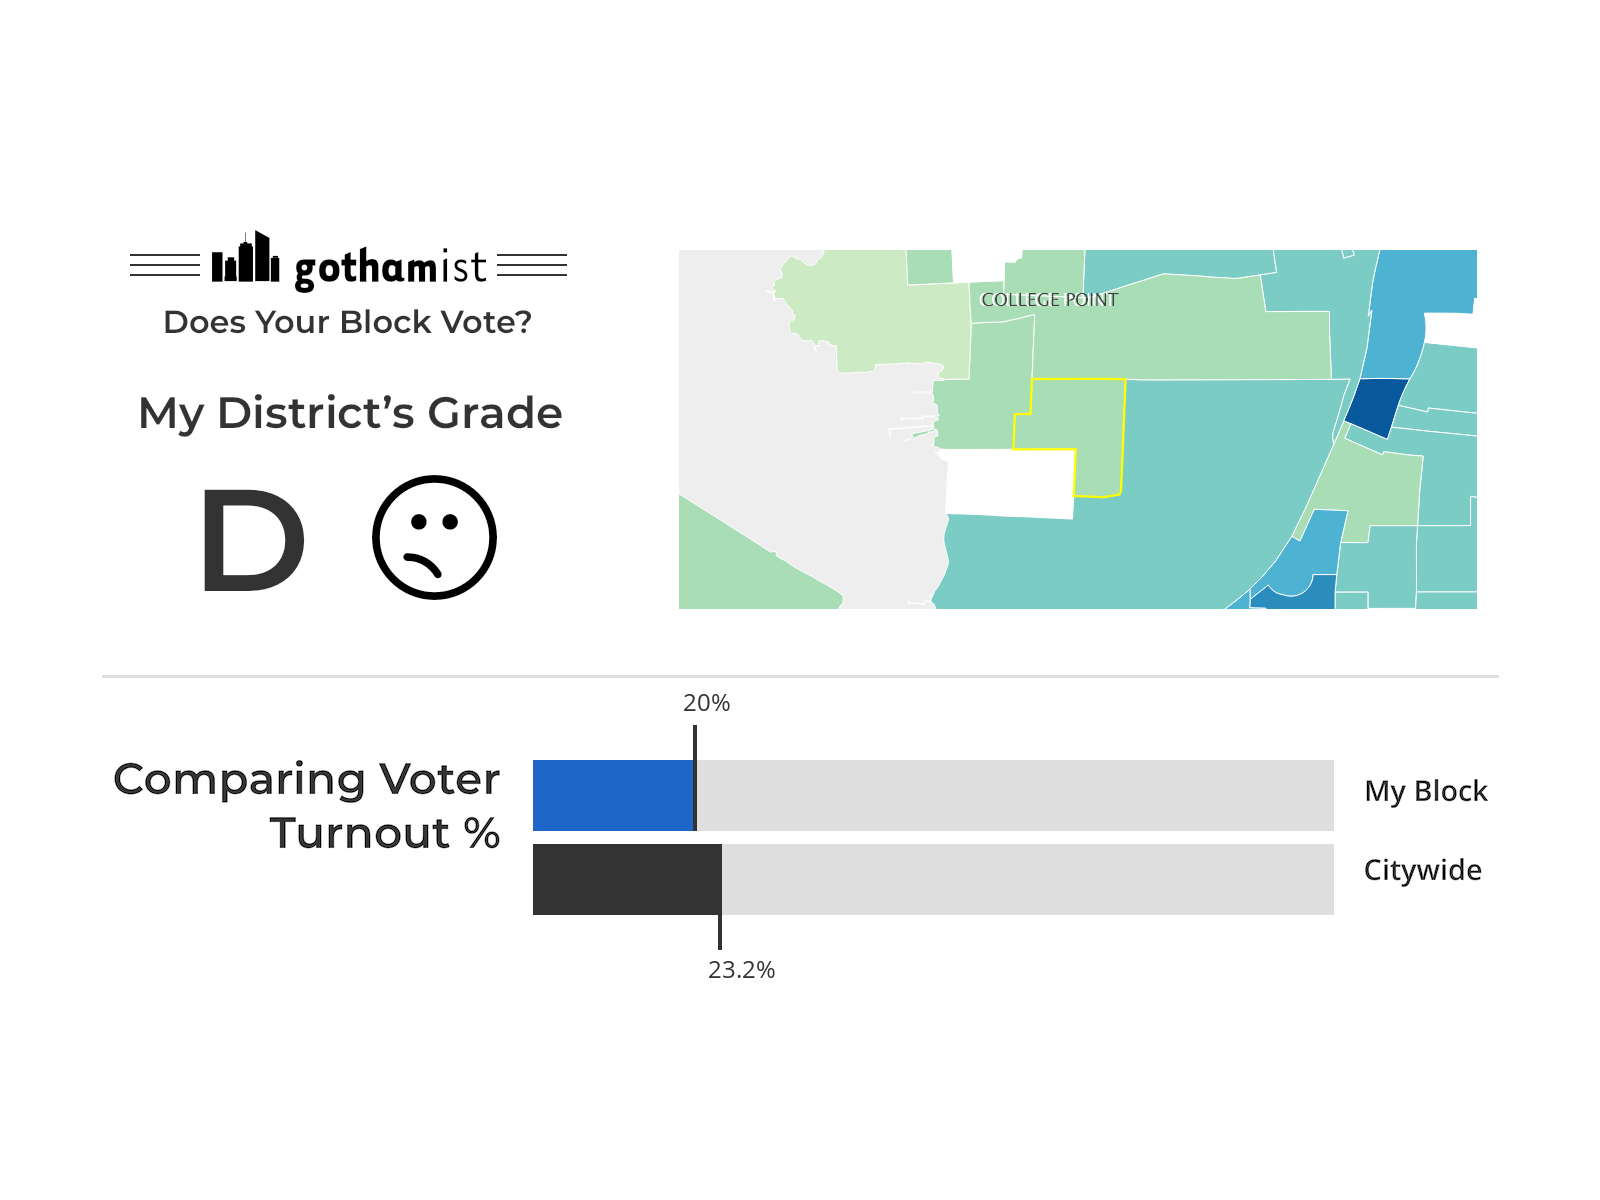 gothamist
Does Your Block Vote?
My District’s Grade
D
COLLEGE POINT
20%
Comparing Voter
Turnout %
My Block
Citywide
23.2%